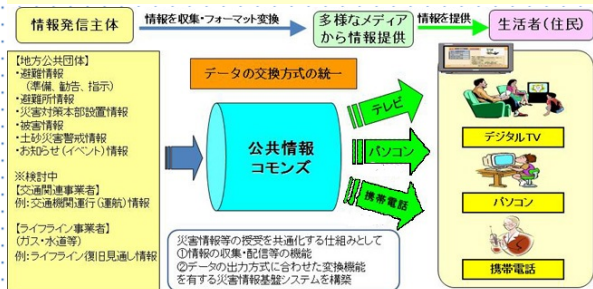 情報発信主体
情報を収集・フォーマット変換
多様なメディア
から情報提供
情報を提供
生活者(住民)
【地方公共団体】
・避難情報
(準備、勧告、指示)
・避難所情報
・災害対策本部設置情報
・被害情報
・土砂災害警戒情報
・お知らせ(イベント)情報
※検討中
【交通関連事業者】
例:交通機関運行(運航)情報
【ライフライン事業者】
(ガス・水道等)
例:ライフライン復旧見通し情報
データの交換方式の統一
公共情報
コモンズ
テレビ
パソコン
携帯電話
災害情報等の授受を共通化する仕組みとして
①情報の収集・配信等の機能
②データの出力方式に合わせた変換機能
を有する災害情報基盤システムを構築
デジタルTV
パソコン
携帯電話